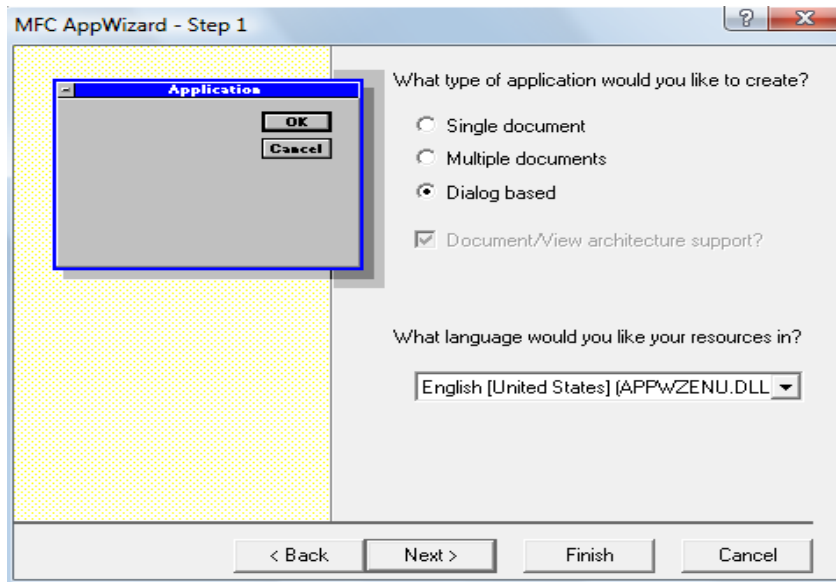 MFC AppWizard - Step 1
?
Application
OK
Cancel
What type of application would you like to create?
Single document
Multiple documents
Dialog based
Document/View architecture support?
What language would you like your resources in?
English [United States] (APPWZENU.DLL
< Back
Next >
Finish
Cancel